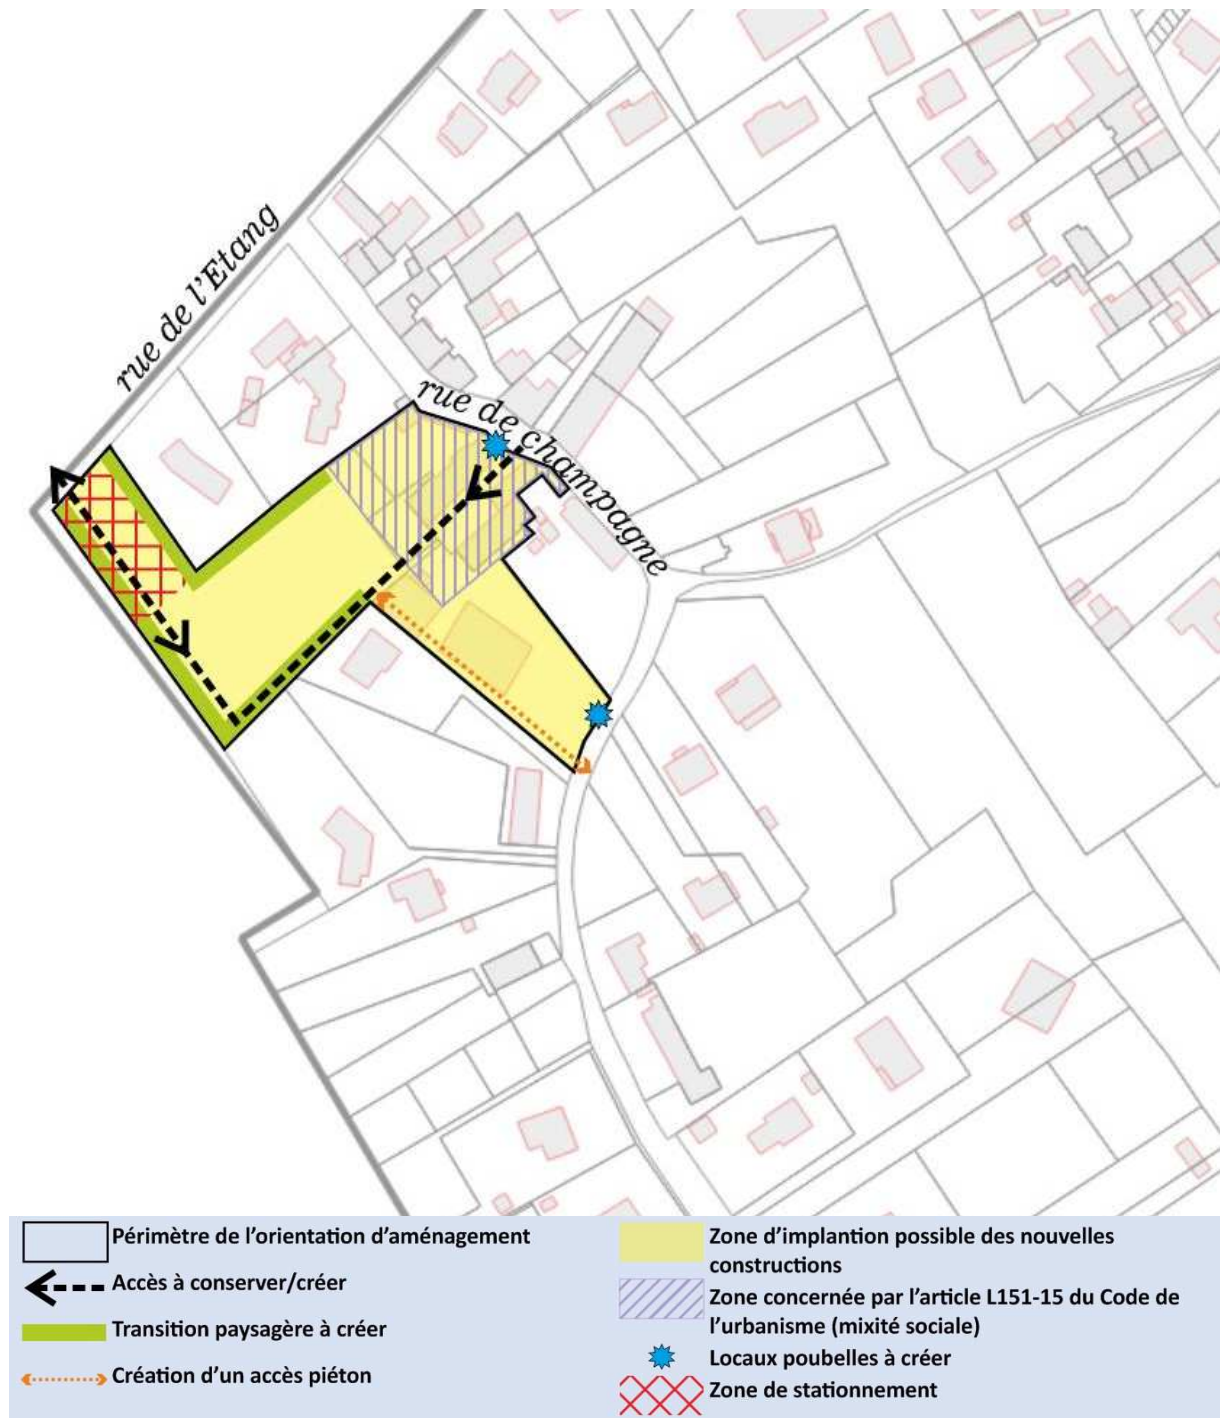 rue de l'Etang
rue de champagne
Périmètre de l'orientation d'aménagement
Accès à conserver/créer
Transition paysagère à créer
Création d'un accès piéton
Zone d'implantion possible des nouvelles
constructions
Zone concernée par l'article L151-15 du Code de
l'urbanisme (mixité sociale)
Locaux poubelles à créer
Zone de stationnement